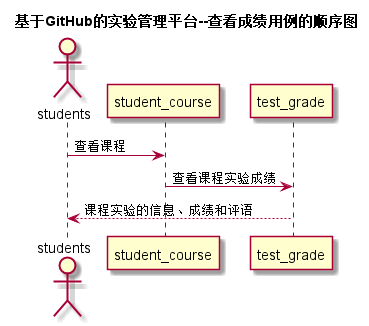 基于GitHub的实验管理平台--查看成绩用例的顺序图
students
student_course
test_grade
查看课程
查看课程实验成绩
课程实验的信息、成绩和评语
students
student_course
test_grade